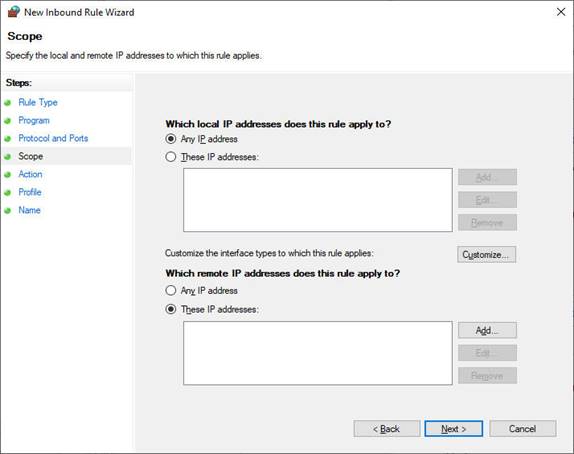 New Inbound Rule Wizard
Scope
Specify the local and remote IP addresses to which this rule applies.
Steps:
Rule Type
Program
Protocol and Ports
Scope
Action
Profile
Name
Which local IP addresses does this rule apply to?
Any IP address
These IP addresses:
Add...
Edit...
Remove
Customize the interface types to which this rule applies:
Customize...
Which remote IP addresses does this rule apply to?
Any IP address
These IP addresses:
Add...
Edit...
Remove
< Back
Next >
Cancel